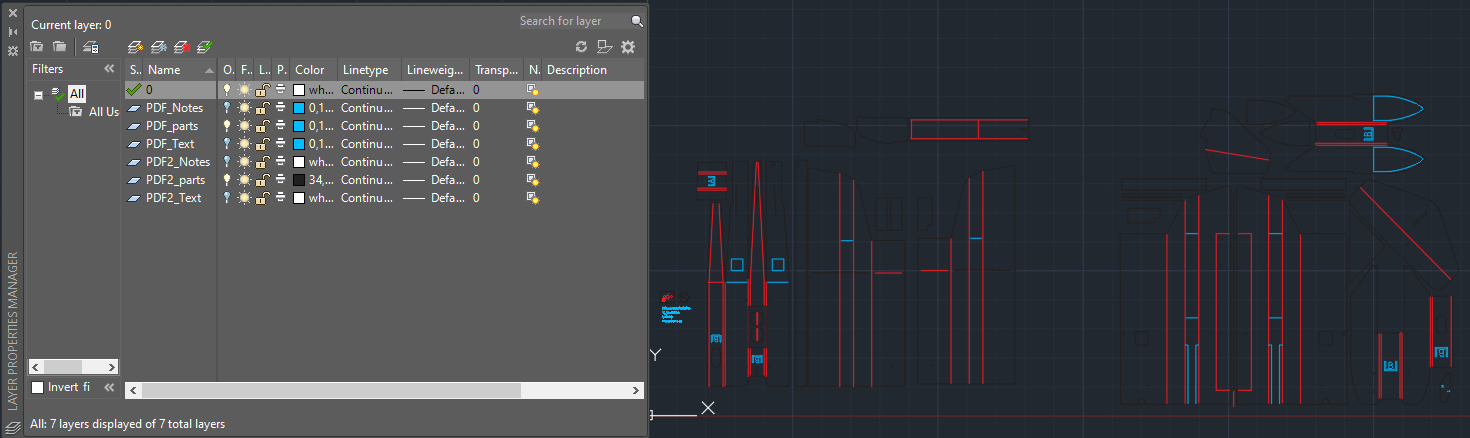 Current layer: 0
Search for layer
Filters
S.. Name O. F.. L.. P. Color Linetype Lineweig... Transp... N. Description
All
All Us
0 wh... Continu... Defa... 0
PDF_Notes 0,1... Continu... Defa... 0
PDF_parts 0,1... Continu... Defa... 0
PDF_Text 0,1... Continu... Defa... 0
PDF2_Notes wh... Continu... Defa... 0
PDF2_parts 34,... Continu... Defa... 0
PDF2_Text wh... Continu... Defa... 0
Invert fi
All: 7 layers displayed of 7 total layers
LAYER PROPERTIES MANAGER
Y
X